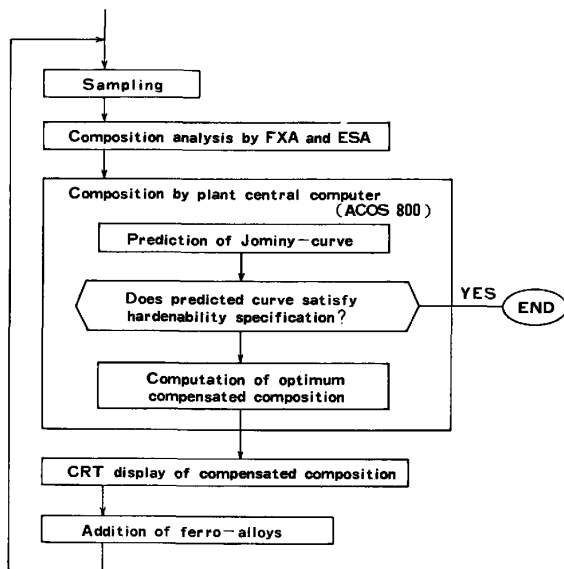 Sampling
Composition analysis by FXA and ESA
Composition by plant central computer
(ACOS 800)
Prediction of Jominy-curve
Does predicted curve satisfy
hardenability specification?
YES
END
Computation of optimum
compensated composition
CRT display of compensated composition
Addition of ferro-alloys